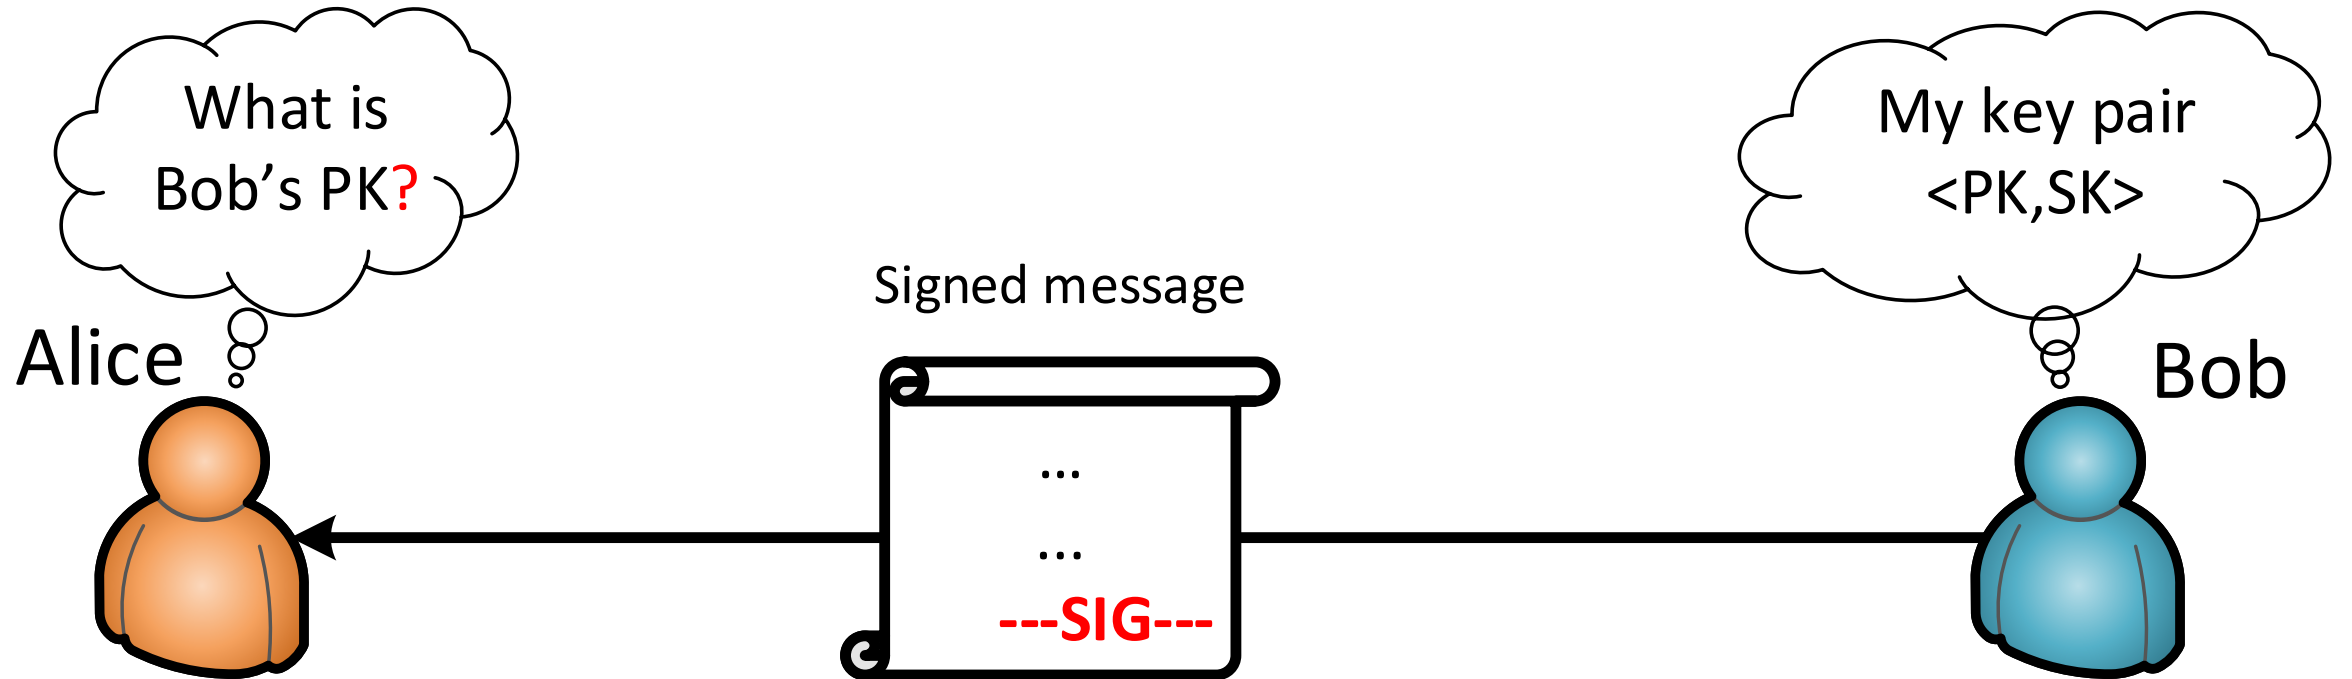 What is
Bob's PK?
My key pair
<PK,SK>
Signed message
Alice
Bob
...
...
---SIG---